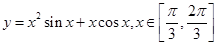 y = x² sin x + x cos x, x ∈ [π/3, 2π/3]